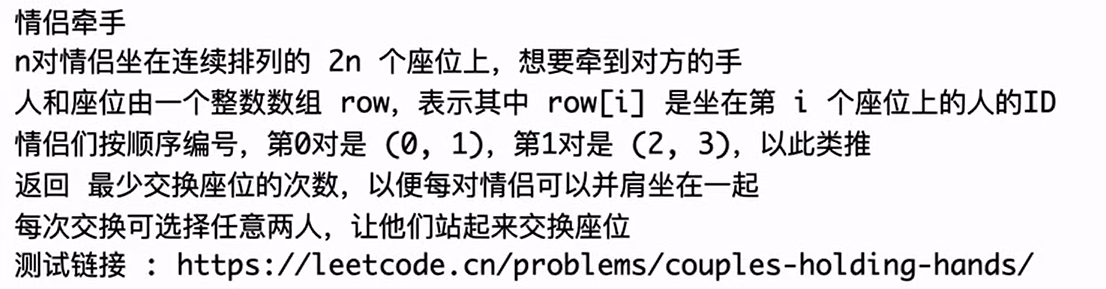 情侣牵手
n对情侣坐在连续排列的 2n 个座位上，想要牵到对方的手
人和座位由一个整数数组 row，表示其中 row[i] 是坐在第 i 个座位上的人的ID
情侣们按顺序编号，第0对是 (0, 1)，第1对是 (2, 3)，以此类推
返回 最少交换座位的次数，以便每对情侣可以并肩坐在一起
每次交换可选择任意两人，让他们站起来交换座位
测试链接 : https://leetcode.cn/problems/couples-holding-hands/